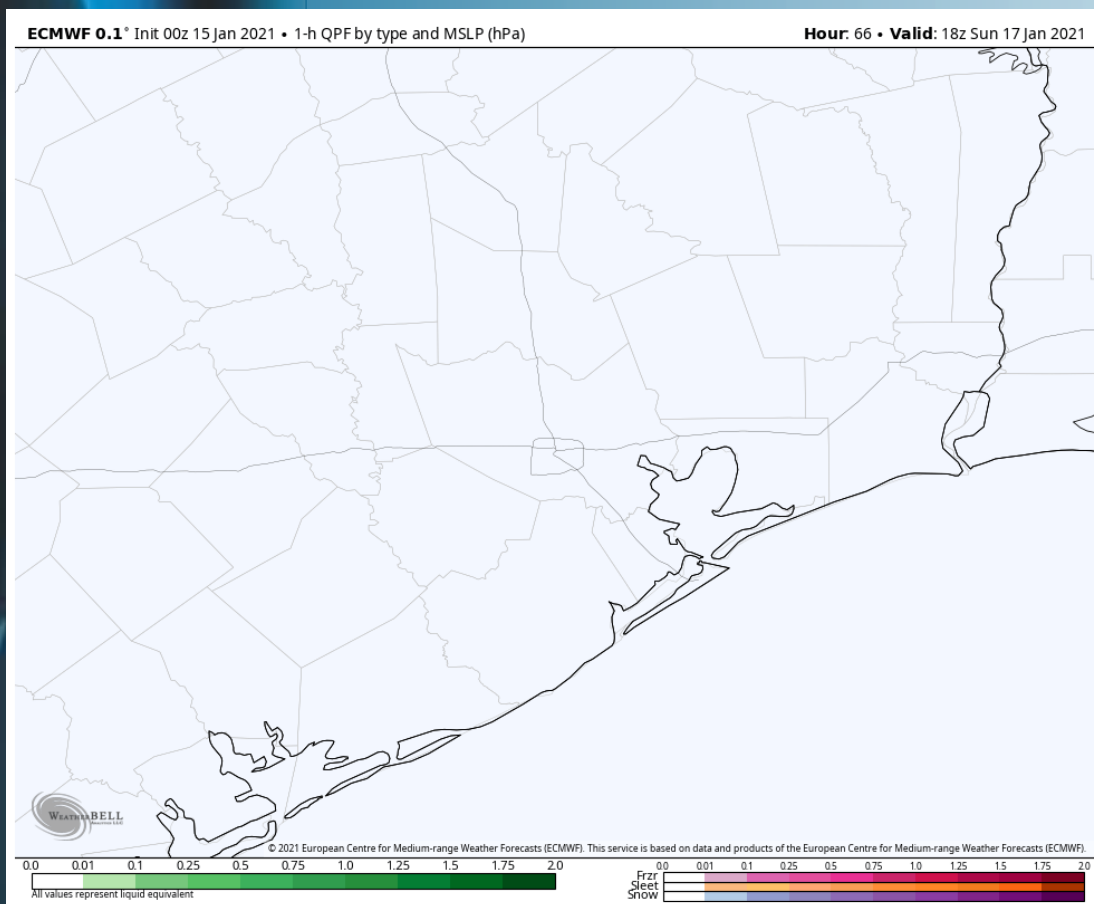 ECMWF 0.1° Init 00z 15 Jan 2021 • 1-h QPF by type and MSLP (hPa)
Hour: 66 • Valid: 18z Sun 17 Jan 2021
WEATHERBELL
ANALYTICS LLC
© 2021 European Centre for Medium-range Weather Forecasts (ECMWF). This service is based on data and products of the European Centre for Medium-range Weather Forecasts (ECMWF).
0.0 0.01 0.1 0.25 0.5 0.75 1.0 1.25 1.5 1.75 2.0
All values represent liquid equivalent
0.0 0.01 0.1 0.25 0.5 0.75 1.0 1.25 1.5 1.75 2.0
Frzr
Sleet
Snow